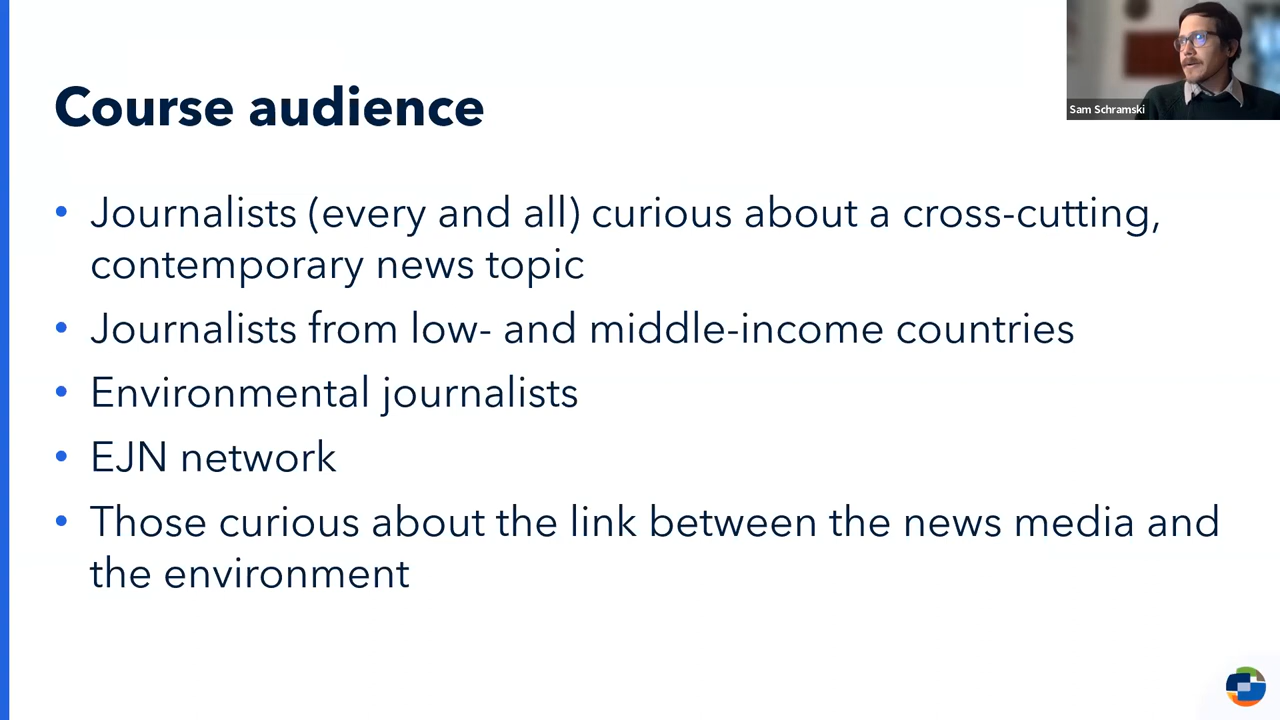 Course audience
Sam Schramski
• Journalists (every and all) curious about a cross-cutting,
contemporary news topic
• Journalists from low- and middle-income countries
• Environmental journalists
• EJN network
• Those curious about the link between the news media and
the environment